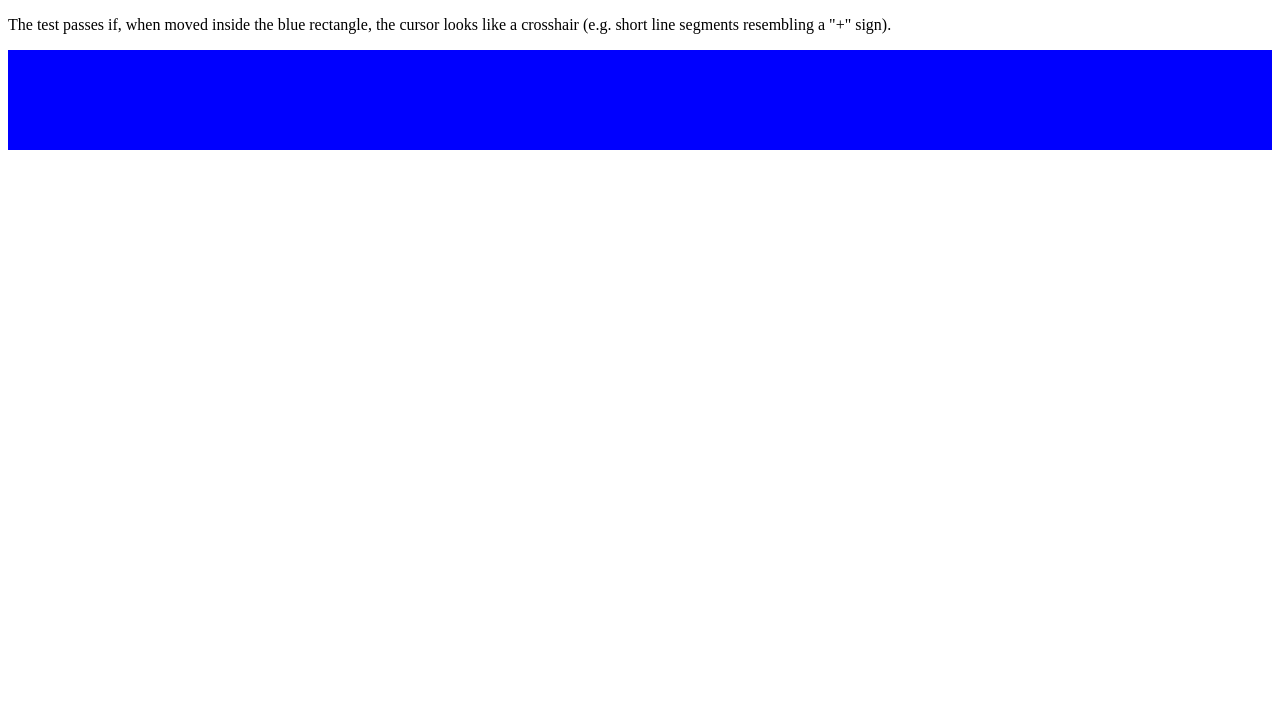 The test passes if, when moved inside the blue rectangle, the cursor looks like a crosshair (e.g. short line segments resembling a "+" sign).